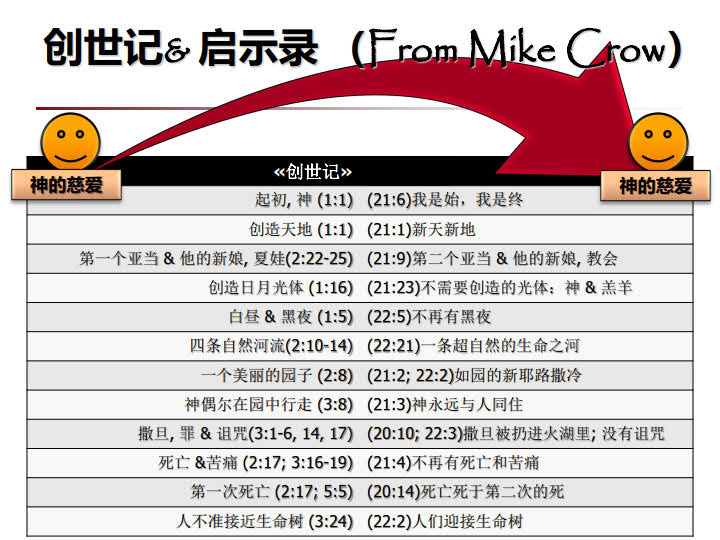 创世记& 启示录 （From Mike Crow）
神的慈爱
神的慈爱
«创世记»
起初, 神 (1:1) (21:6)我是始，我是终
创造天地 (1:1) (21:1)新天新地
第一个亚当 & 他的新娘, 夏娃(2:22-25) (21:9)第二个亚当 & 他的新娘, 教会
创造日月光体 (1:16) (21:23)不需要创造的光体：神 & 羔羊
白昼 & 黑夜 (1:5) (22:5)不再有黑夜
四条自然河流(2:10-14) (22:21)一条超自然的生命之河
一个美丽的园子 (2:8) (21:2; 22:2)如园的新耶路撒冷
神偶尔在园中行走 (3:8) (21:3)神永远与人同住
撒旦, 罪 & 诅咒(3:1-6, 14, 17) (20:10; 22:3)撒旦被扔进火湖里; 没有诅咒
死亡 &苦痛 (2:17; 3:16-19) (21:4)不再有死亡和苦痛
第一次死亡 (2:17; 5:5) (20:14)死亡死于第二次的死
人不准接近生命树 (3:24) (22:2)人们迎接生命树